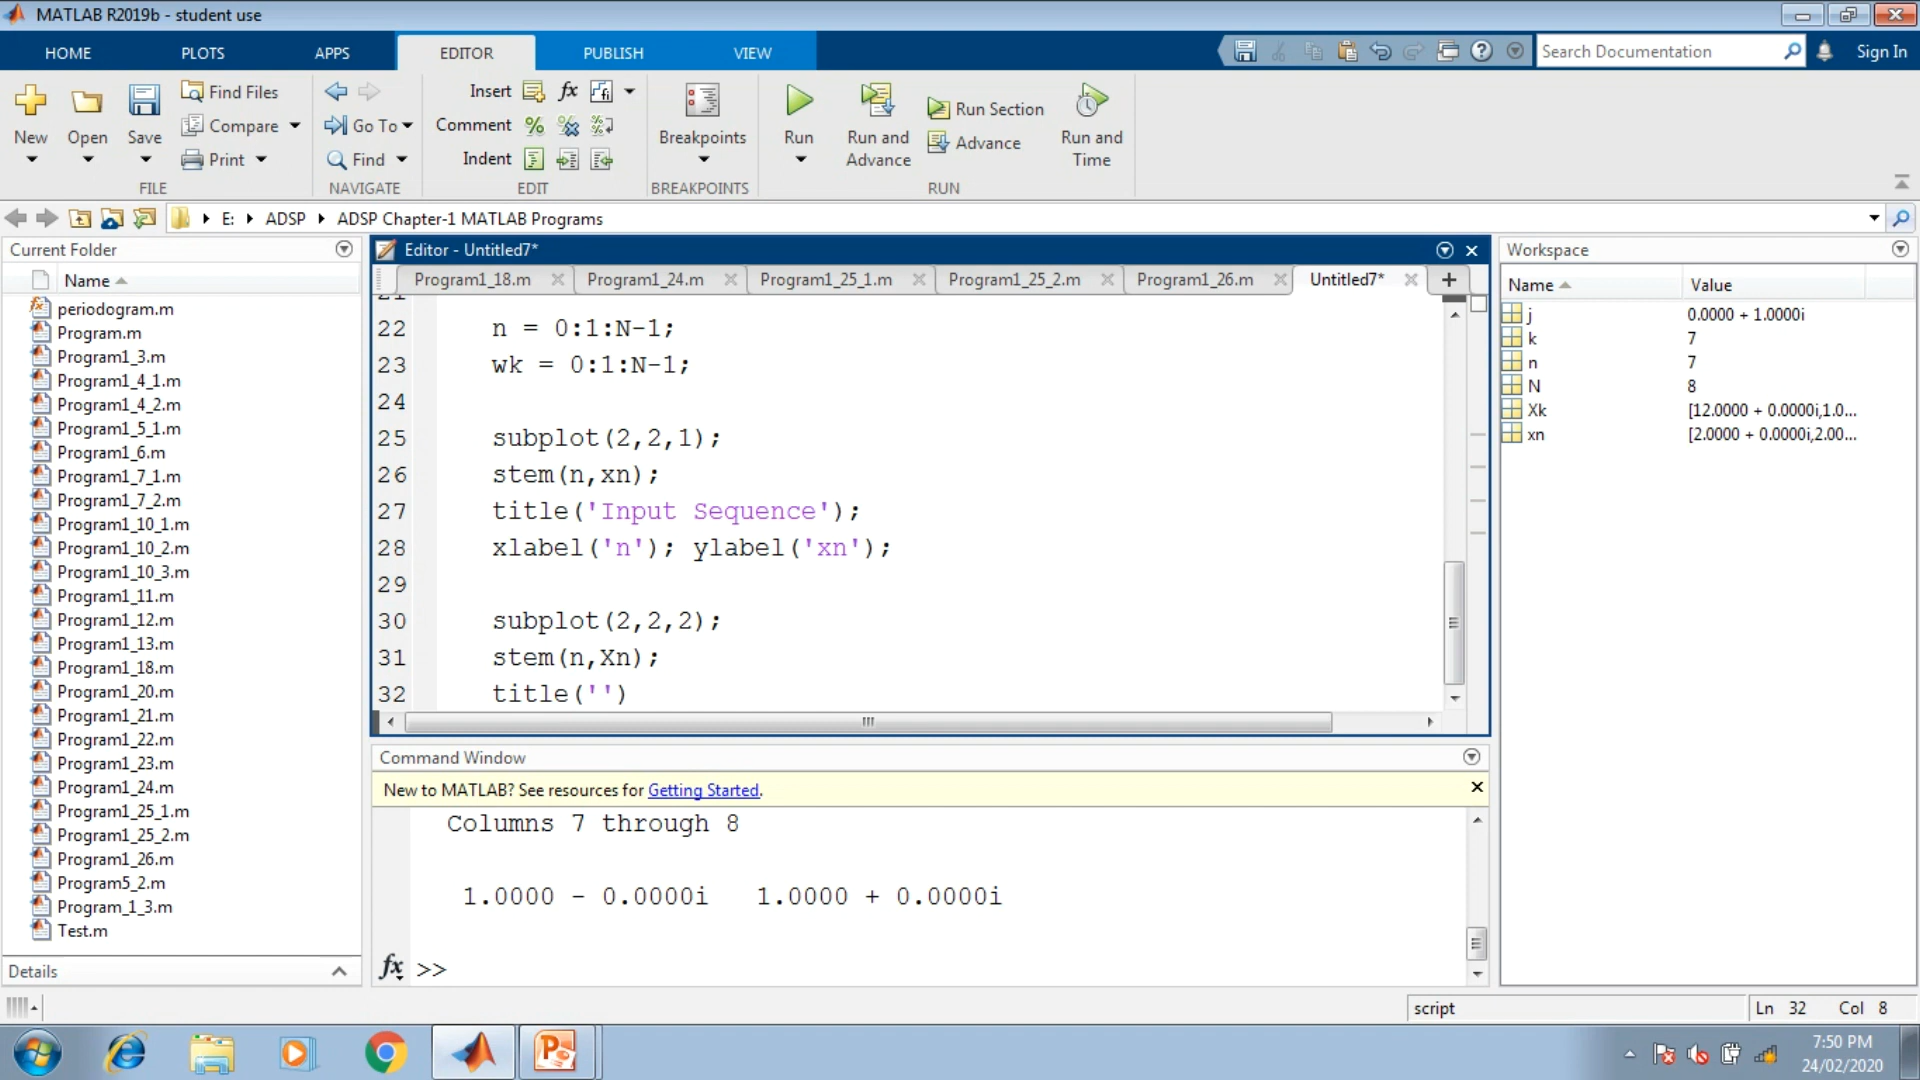 MATLAB R2019b - student use
HOME PLOTS APPS EDITOR PUBLISH VIEW
Search Documentation
Sign In
New
Open
Save
Find Files
Compare
Print
FILE
Go To
Find
NAVIGATE
Insert
Comment
Indent
EDIT
Breakpoints
BREAKPOINTS
Run
Run and Advance
Run Section
Advance
Run and Time
RUN
E: ADSP ADSP Chapter-1 MATLAB Programs
Current Folder
Name
periodogram.m
Program.m
Program1_3.m
Program1_4_1.m
Program1_4_2.m
Program1_5_1.m
Program1_6.m
Program1_7_1.m
Program1_7_2.m
Program1_10_1.m
Program1_10_2.m
Program1_10_3.m
Program1_11.m
Program1_12.m
Program1_13.m
Program1_18.m
Program1_20.m
Program1_21.m
Program1_22.m
Program1_23.m
Program1_24.m
Program1_25_1.m
Program1_25_2.m
Program1_26.m
Program5_2.m
Program_1_3.m
Test.m
Details
Editor - Untitled7*
Program1_18.m Program1_24.m Program1_25_1.m Program1_25_2.m Program1_26.m Untitled7*
21
22 n = 0:1:N-1;
23 wk = 0:1:N-1;
24
25 subplot(2,2,1);
26 stem(n,xn);
27 title('Input Sequence');
28 xlabel('n'); ylabel('xn');
29
30 subplot(2,2,2);
31 stem(n,Xn);
32 title('')
Command Window
New to MATLAB? See resources for Getting Started.
Columns 7 through 8
1.0000 - 0.0000i 1.0000 + 0.0000i
fx >>
Workspace
Name Value
j 0.0000 + 1.0000i
k 7
n 7
N 8
Xk [12.0000 + 0.0000i,1.0...
xn [2.0000 + 0.0000i,2.00...
script
Ln 32 Col 8
7:50 PM
24/02/2020